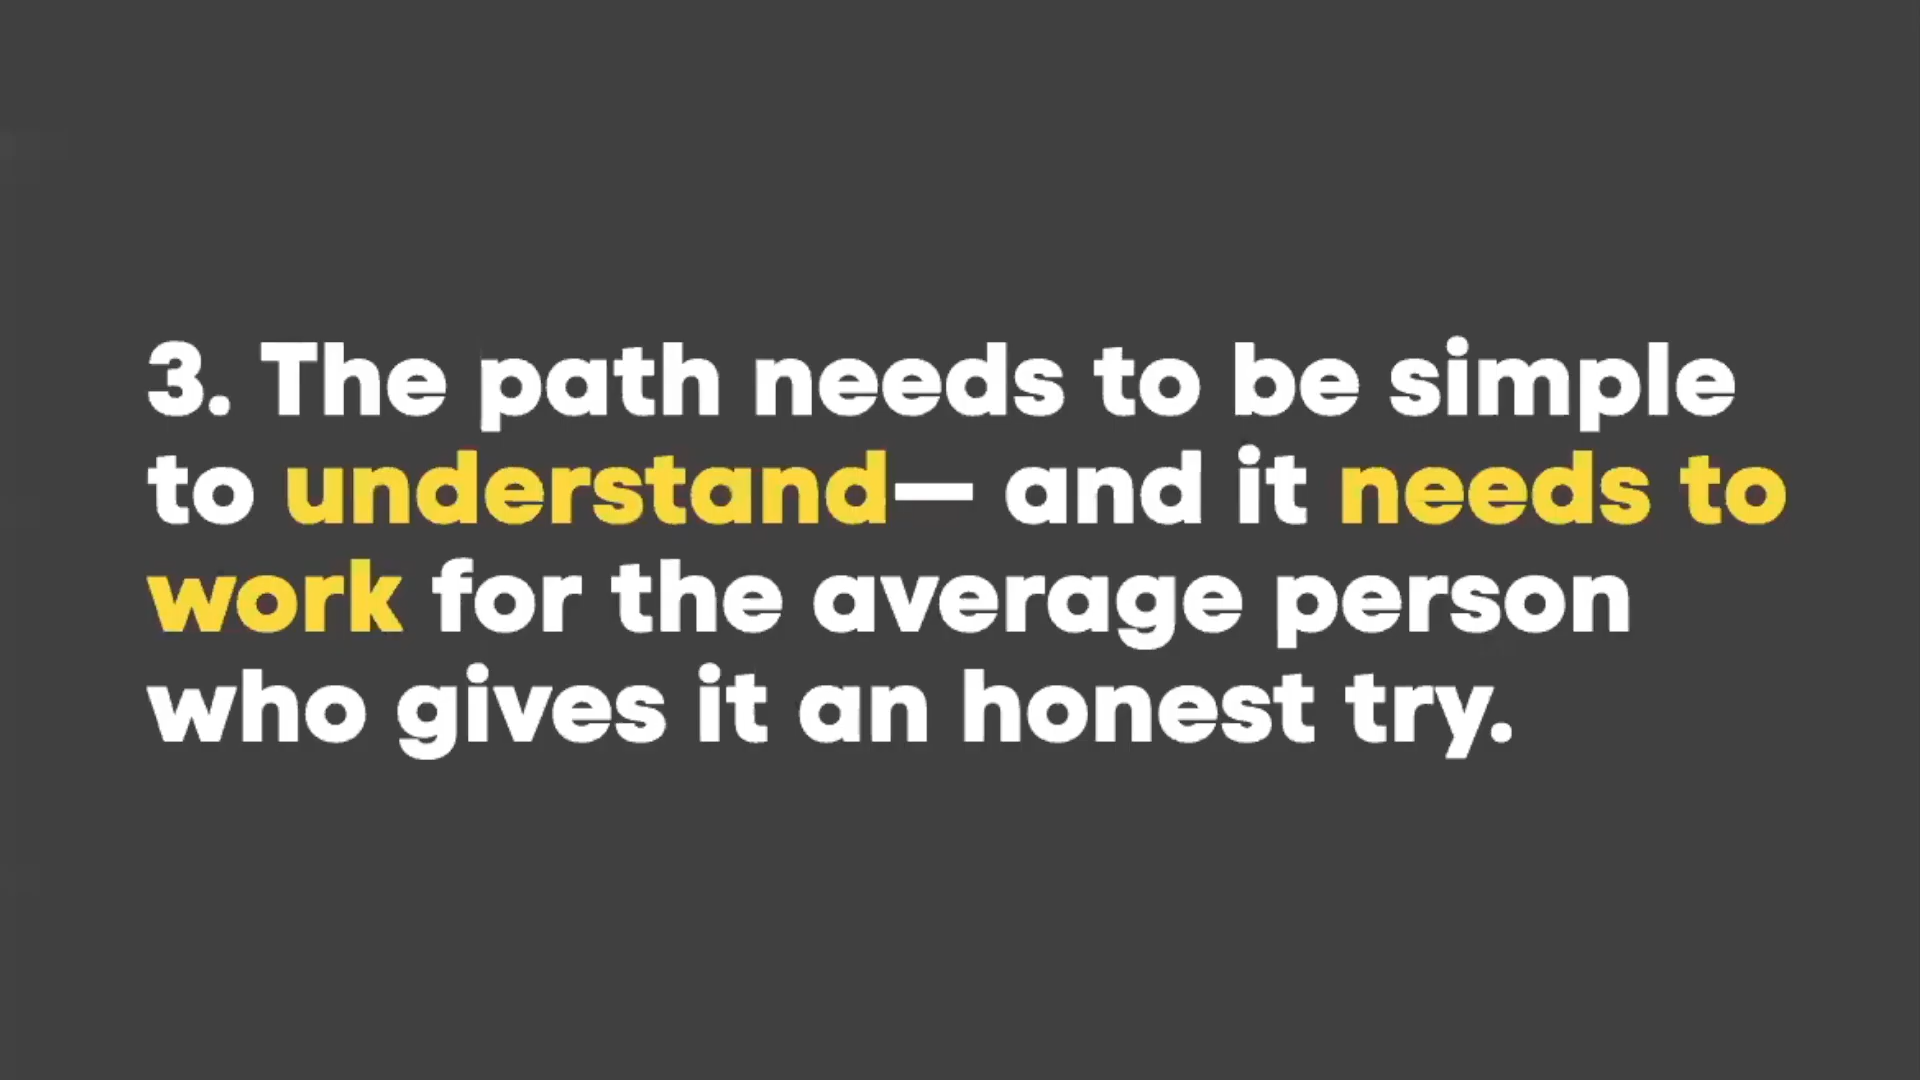 3. The path needs to be simple
to understand— and it needs to
work for the average person
who gives it an honest try.